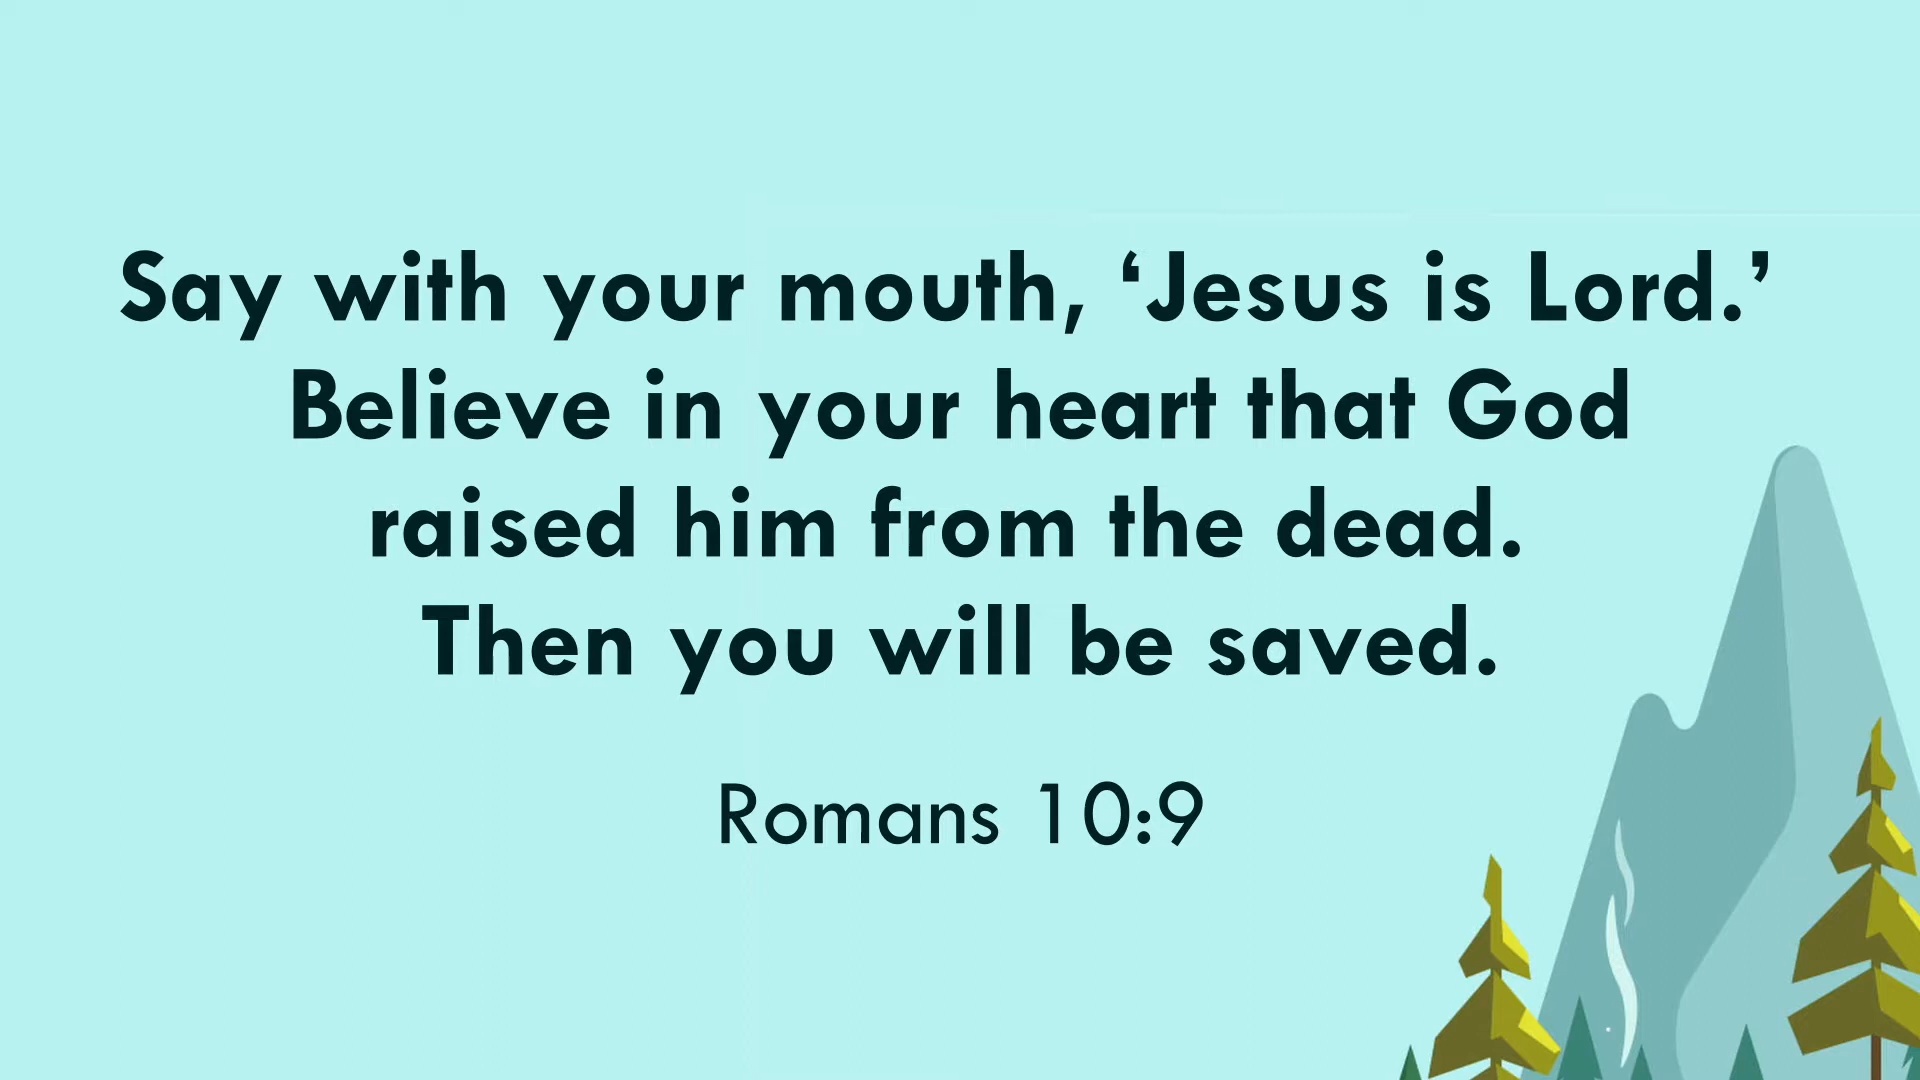 Say with your mouth, ‘Jesus is Lord.’
Believe in your heart that God
raised him from the dead.
Then you will be saved.
Romans 10:9